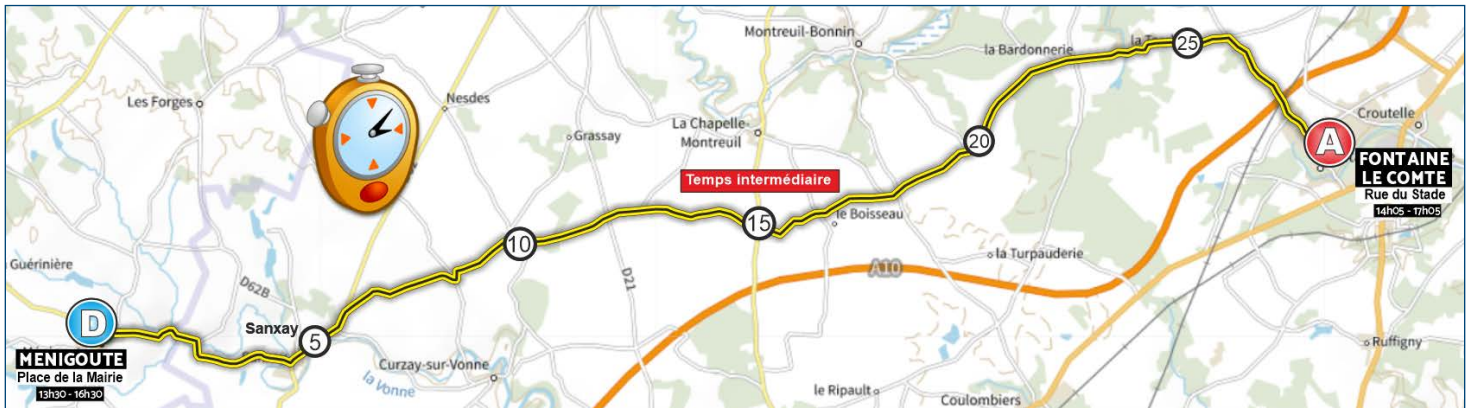 Montreuil-Bonnin
la Bardonnerie
25
Les Forges
Nesdes
Grassay
La Chapelle-
Montreuil
20
Croutelle
A
FONTAINE
LE COMTE
Rue du Stade
14h05 - 17h05
Temps intermédiaire
15
le Boisseau
10
la Turpauderie
A10
D21
Guérinière
D62B
D
MENIGOUTE
Place de la Mairie
13h30 - 16h30
Sanxay
5
Curzay-sur-Vonne
la Vonne
Ruffigny
le Ripault
Coulombiers